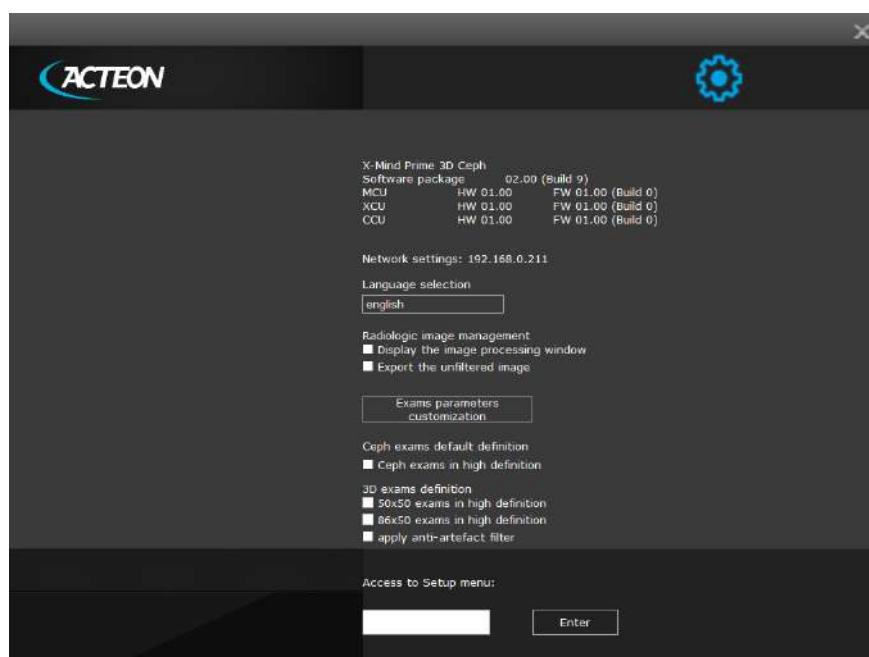 ACTEON
X-Mind Prime 3D Ceph
Software package 02.00 (Build 9)
MCU HW 01.00 FW 01.00 (Build 0)
XCU HW 01.00 FW 01.00 (Build 0)
CCU HW 01.00 FW 01.00 (Build 0)
Network settings: 192.168.0.211
Language selection
english
Radiologic image management
Display the image processing window
Export the unfiltered image
Exams parameters
customization
Ceph exams default definition
Ceph exams in high definition
3D exams definition
50x50 exams in high definition
86x50 exams in high definition
apply anti-artefact filter
Access to Setup menu:
Enter